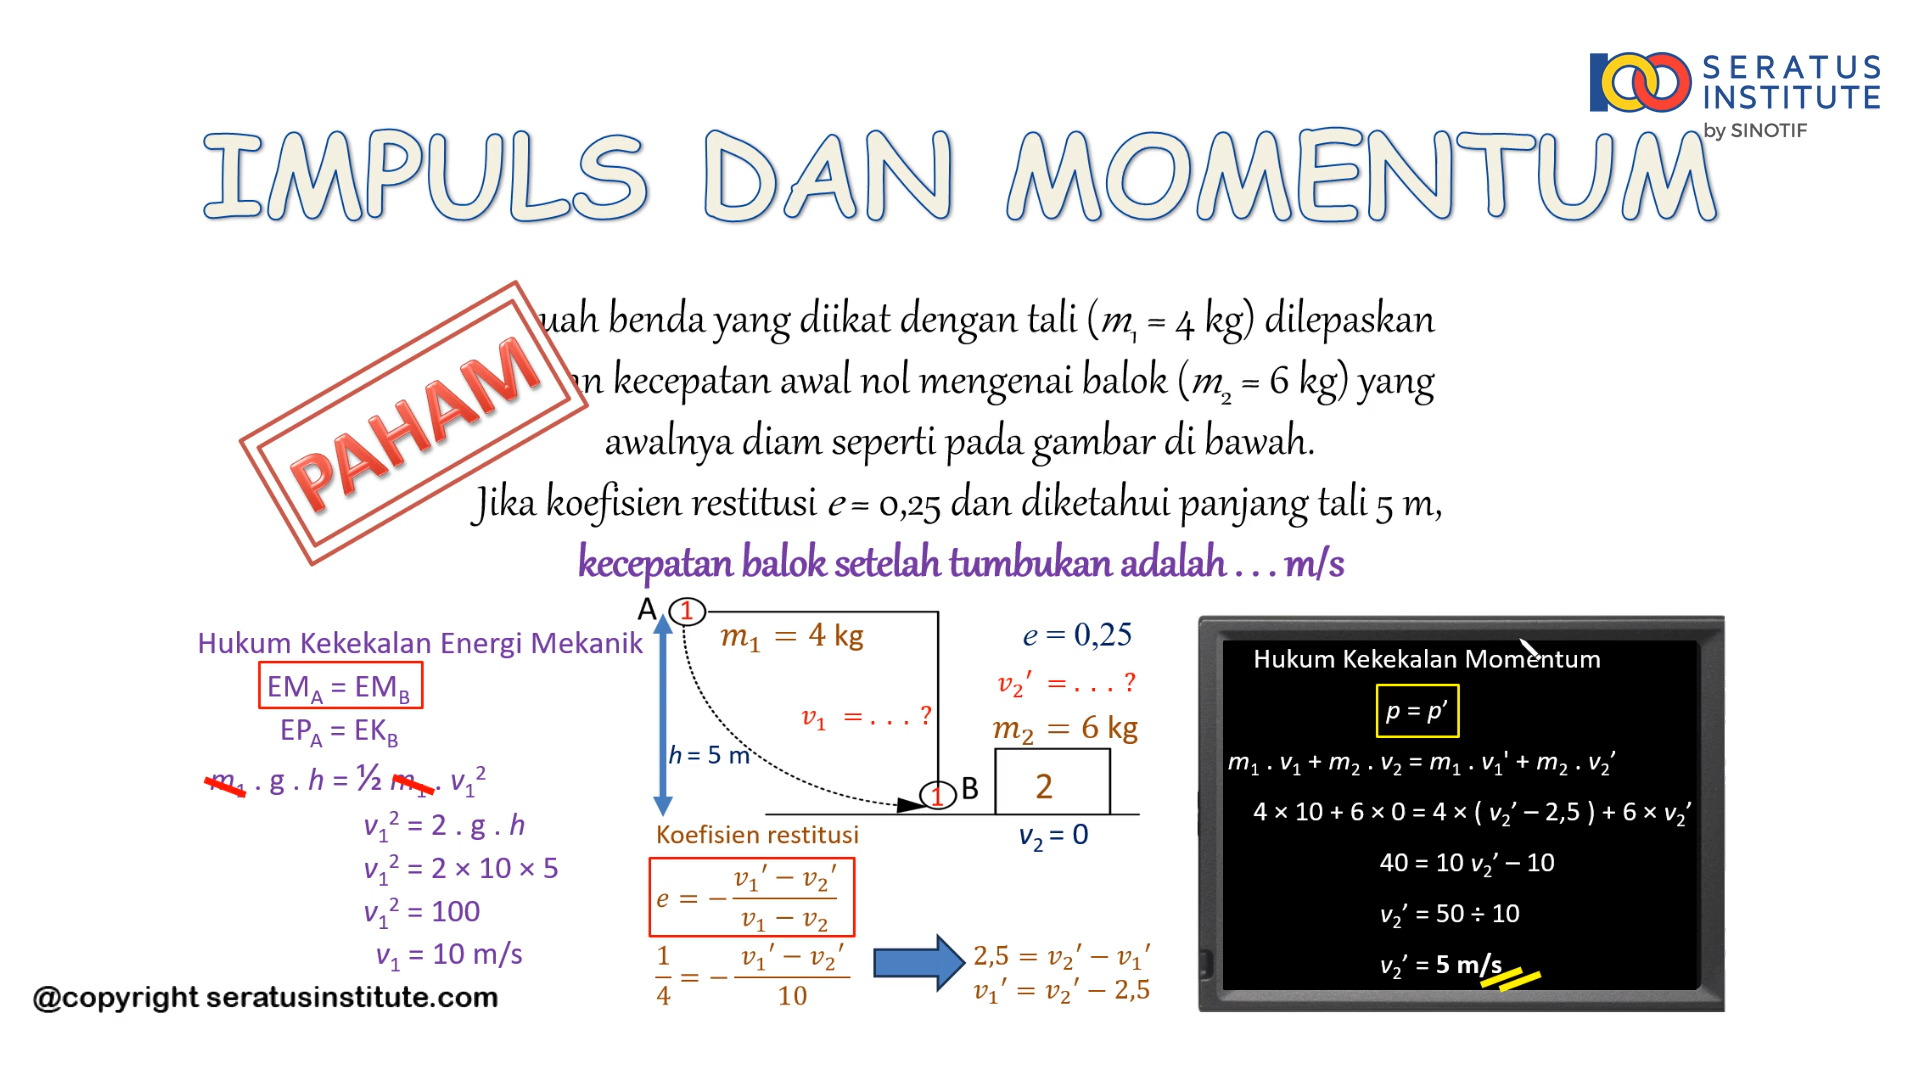 SERATUS
INSTITUTE
by SINOTIF
IMPULS DAN MOMENTUM
PAHAM
uah benda yang diikat dengan tali (m₁ = 4 kg) dilepaskan
an kecepatan awal nol mengenai balok (m₂ = 6 kg) yang
awalnya diam seperti pada gambar di bawah.
Jika koefisien restitusi e = 0,25 dan diketahui panjang tali 5 m,
kecepatan balok setelah tumbukan adalah . . . m/s
Hukum Kekekalan Energi Mekanik
EM_A = EM_B
EP_A = EK_B
m₁ . g . h = ½ m₁ . v₁²
v₁² = 2 . g . h
v₁² = 2 × 10 × 5
v₁² = 100
v₁ = 10 m/s
@copyright seratusinstitute.com
A
1
m₁ = 4 kg
v₁ = . . . ?
h = 5 m
1
B
e = 0,25
v₂′ = . . . ?
m₂ = 6 kg
2
v₂ = 0
Koefisien restitusi
e = − (v₁′ − v₂′) / (v₁ − v₂)
1/4 = − (v₁′ − v₂′) / 10
2,5 = v₂′ − v₁′
v₁′ = v₂′ − 2,5
Hukum Kekekalan Momentum
p = p′
m₁ . v₁ + m₂ . v₂ = m₁ . v₁' + m₂ . v₂′
4 × 10 + 6 × 0 = 4 × ( v₂′ − 2,5 ) + 6 × v₂′
40 = 10 v₂′ − 10
v₂′ = 50 ÷ 10
v₂′ = 5 m/s